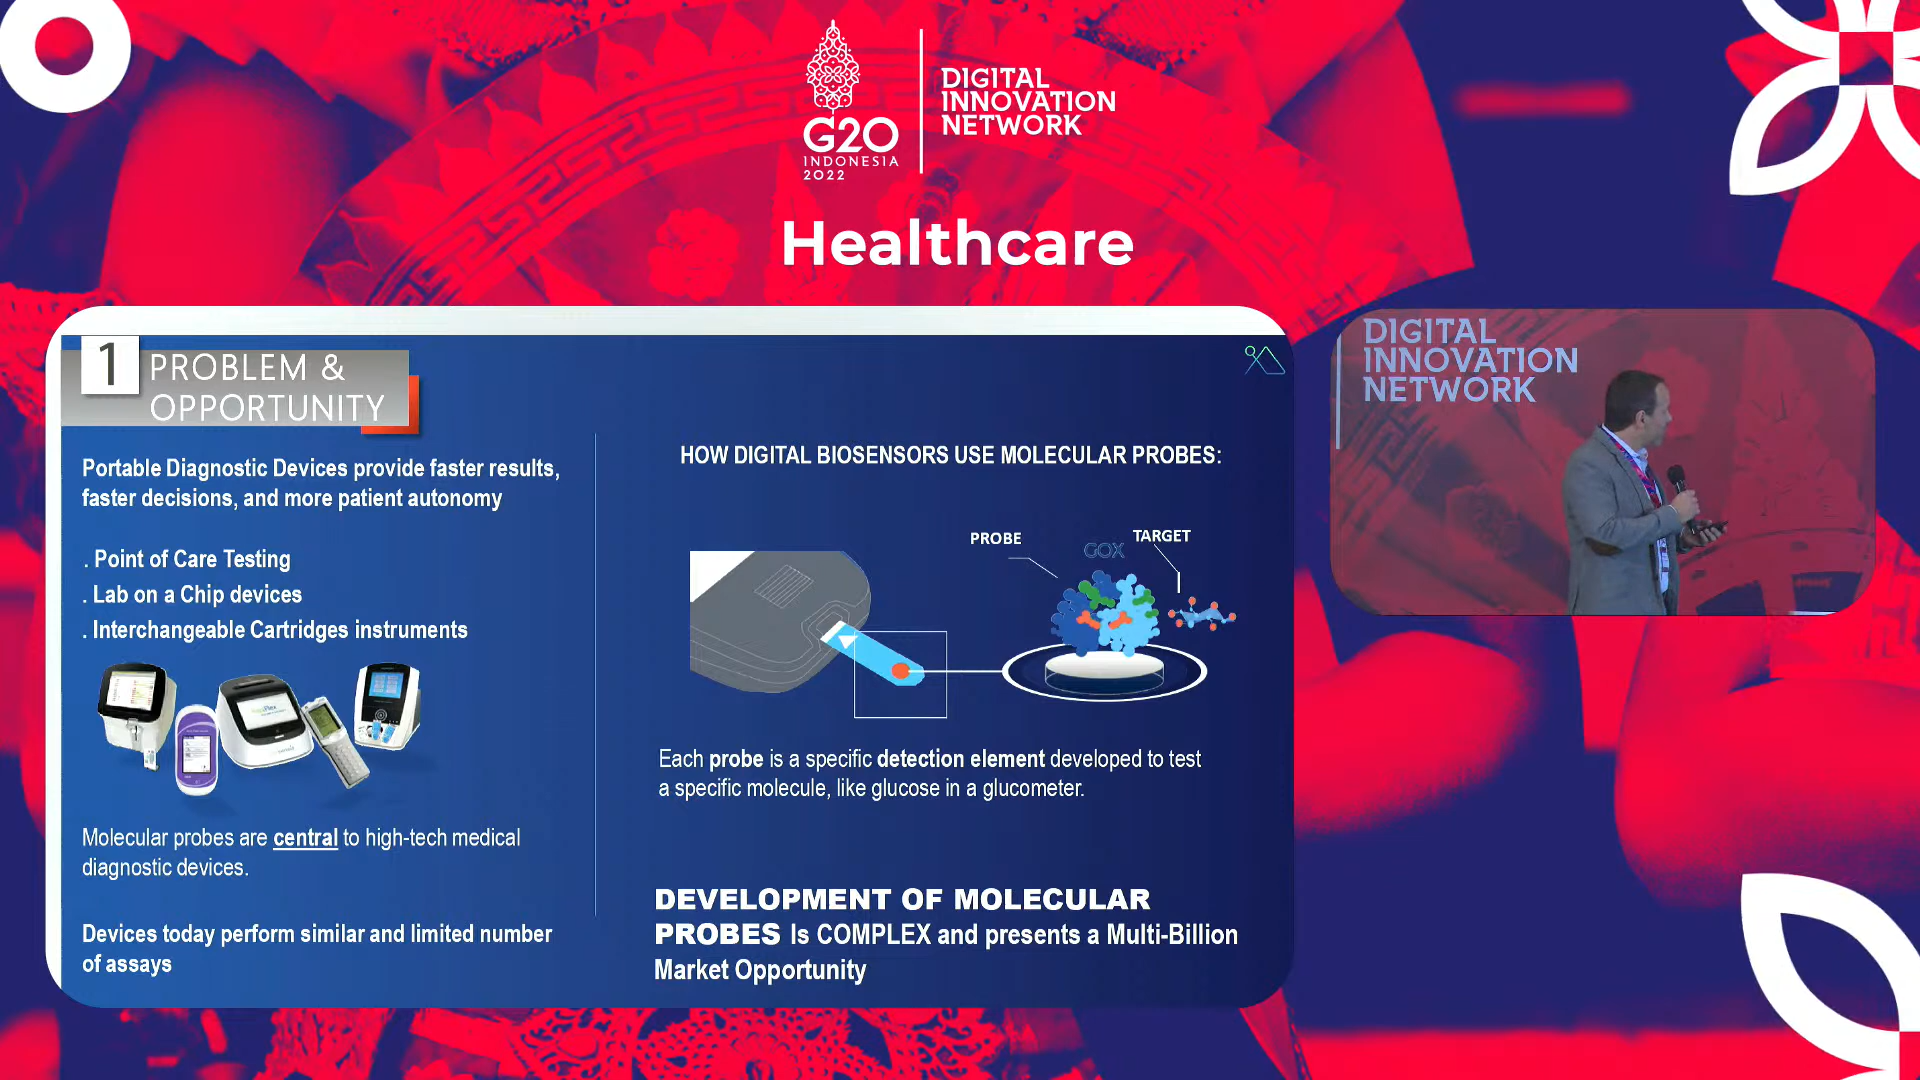 G20
INDONESIA
2022
DIGITAL
INNOVATION
NETWORK
Healthcare
1
PROBLEM &
OPPORTUNITY
Portable Diagnostic Devices provide faster results,
faster decisions, and more patient autonomy
. Point of Care Testing
. Lab on a Chip devices
. Interchangeable Cartridges instruments
Molecular probes are central to high-tech medical
diagnostic devices.
Devices today perform similar and limited number
of assays
HOW DIGITAL BIOSENSORS USE MOLECULAR PROBES:
PROBE
GOX
TARGET
Each probe is a specific detection element developed to test
a specific molecule, like glucose in a glucometer.
DEVELOPMENT OF MOLECULAR
PROBES Is COMPLEX and presents a Multi-Billion
Market Opportunity
DIGITAL
INNOVATION
NETWORK